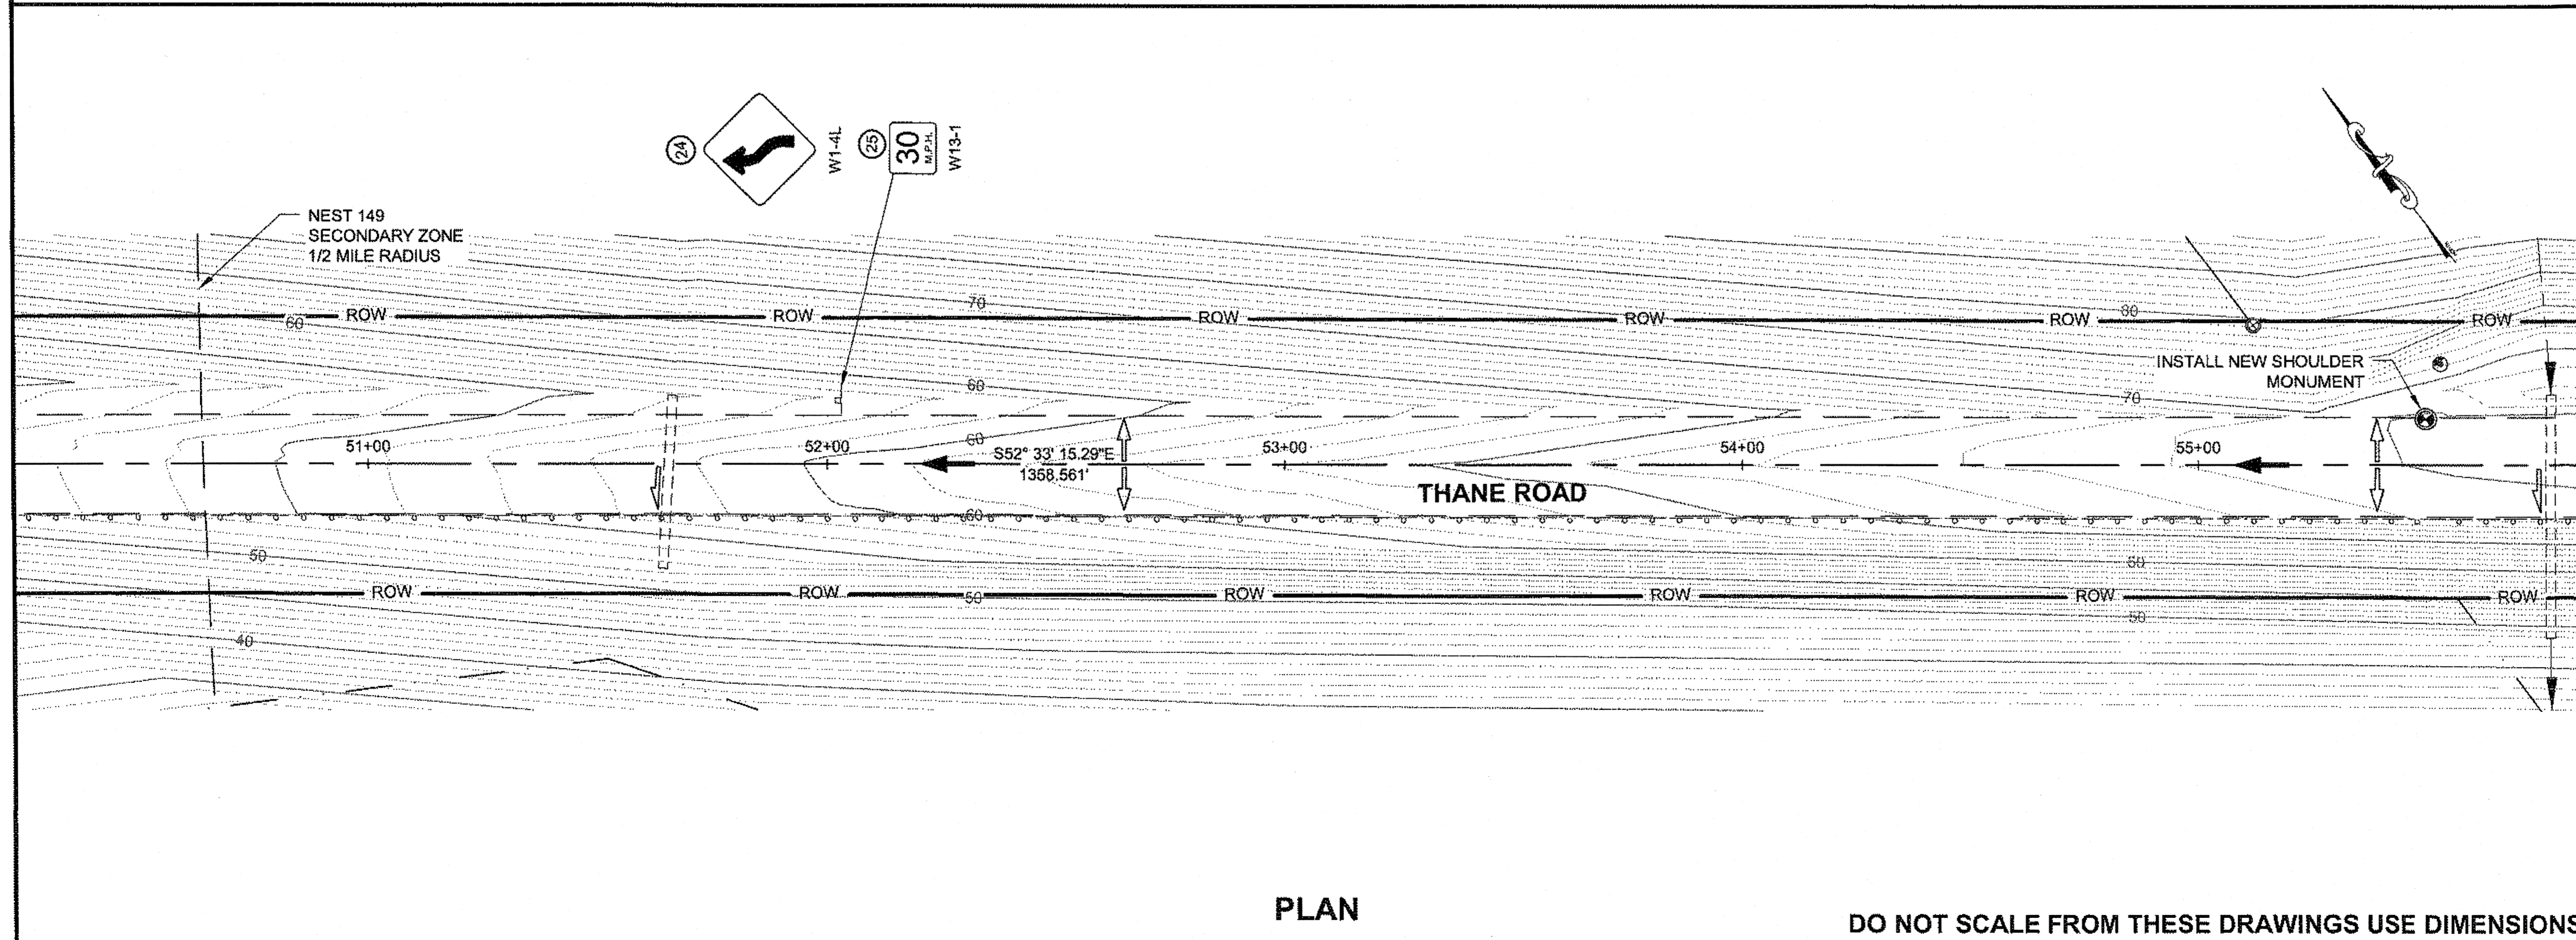 24
W1-4L
25
30
M.P.H.
W13-1
NEST 149
SECONDARY ZONE
1/2 MILE RADIUS
70
80
60
ROW
ROW
ROW
ROW
ROW
ROW
INSTALL NEW SHOULDER
MONUMENT
60
70
51+00
52+00
60
S52° 33' 15.29"E
1358.561'
53+00
54+00
55+00
THANE ROAD
60
50
50
ROW
ROW
50
ROW
ROW
ROW
ROW
40
50
PLAN
DO NOT SCALE FROM THESE DRAWINGS USE DIMENSIONS